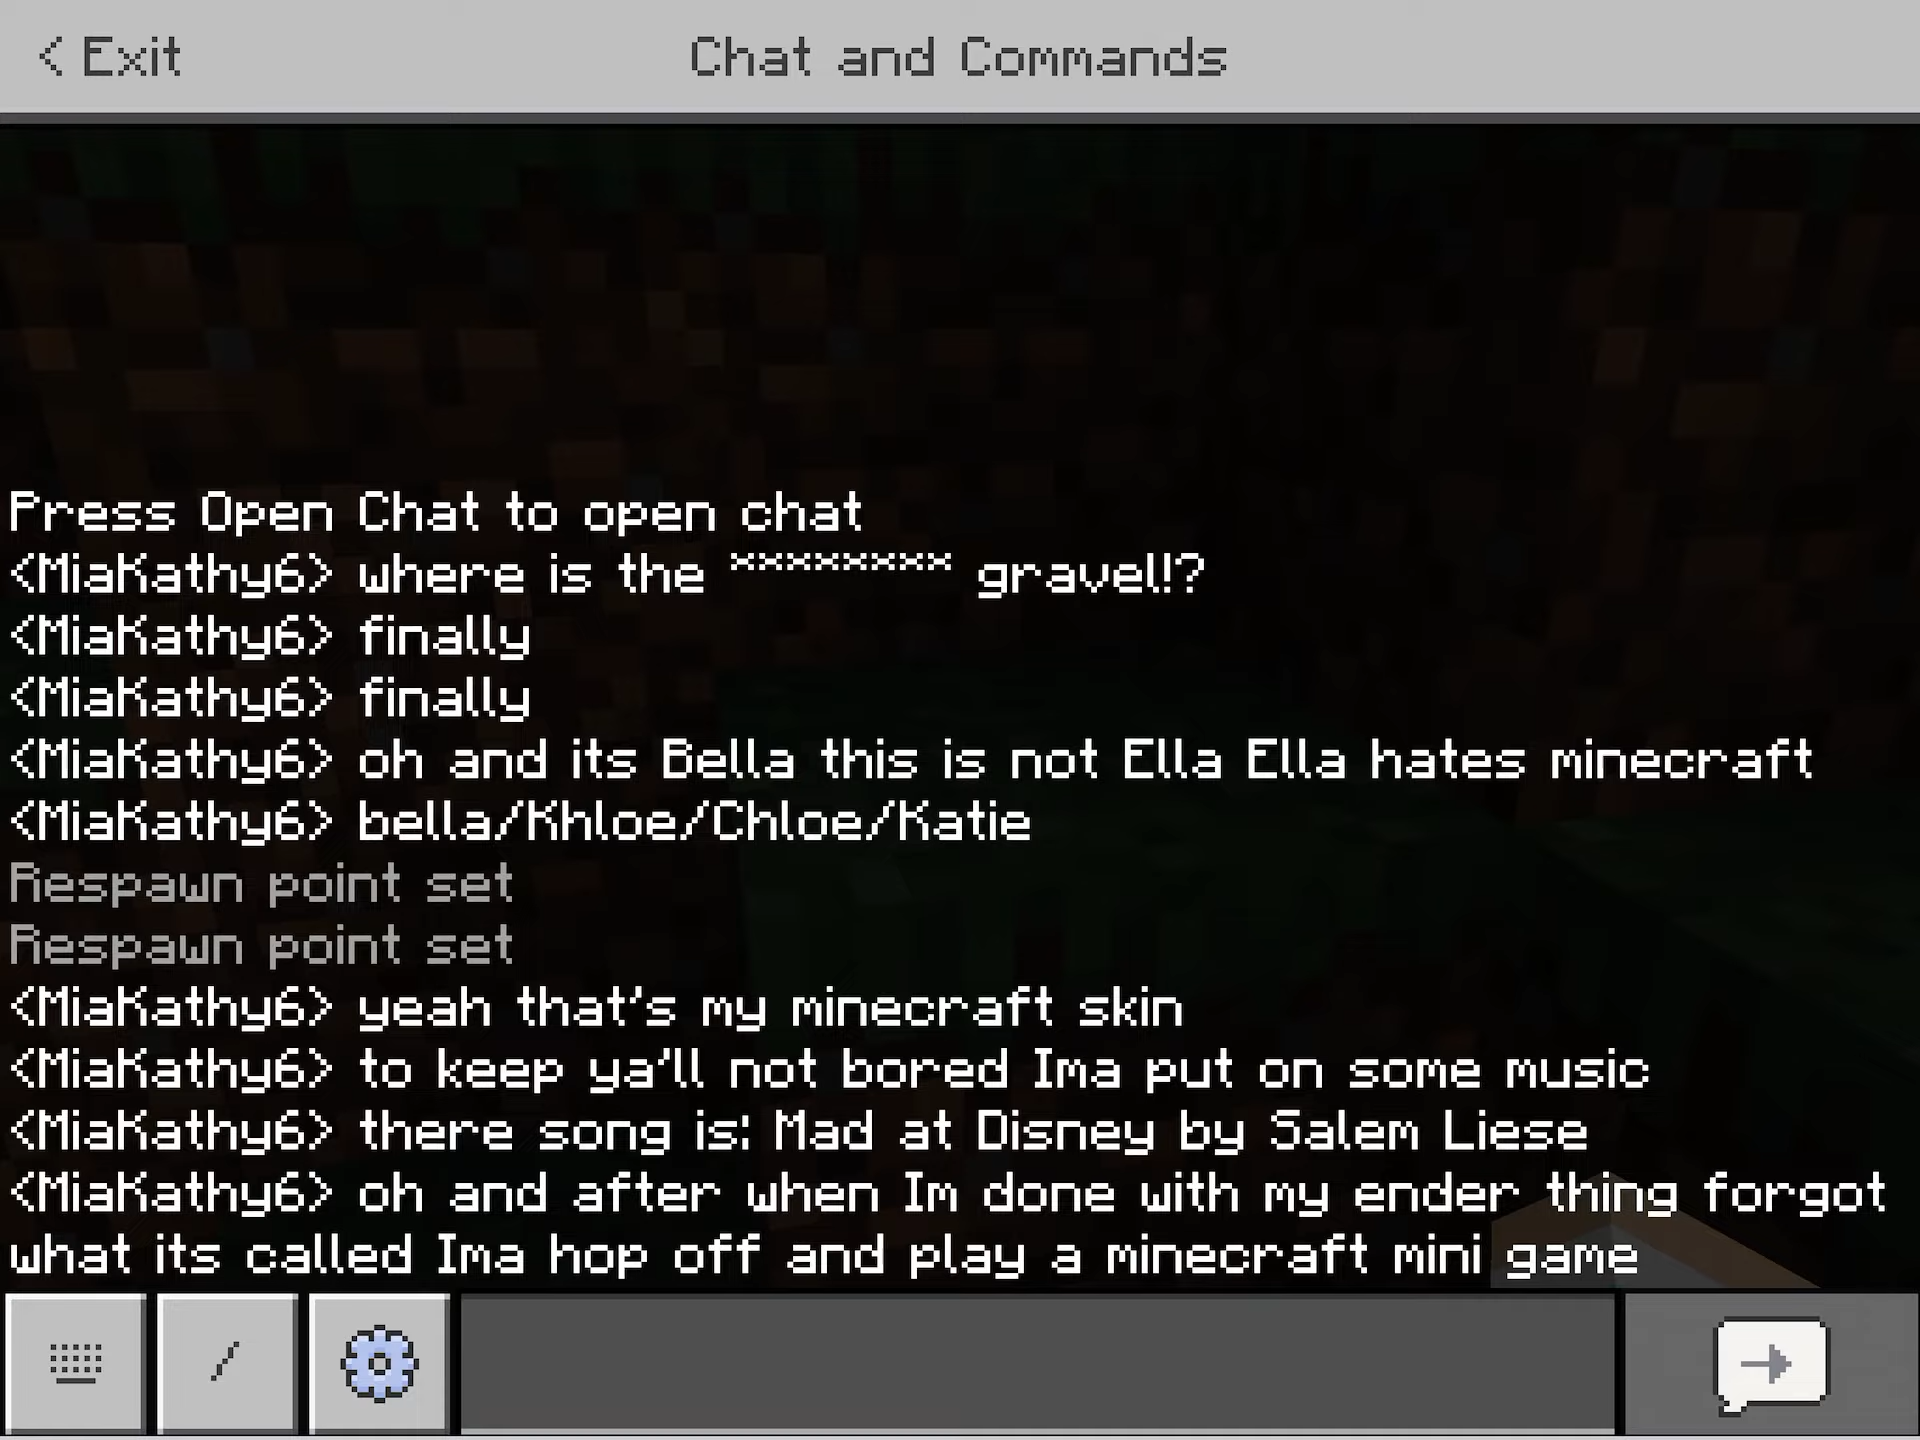 < Exit
Chat and Commands
Press Open Chat to open chat
<MiaKathy6> where is the ********* gravel!?
<MiaKathy6> finally
<MiaKathy6> finally
<MiaKathy6> oh and its Bella this is not Ella Ella hates minecraft
<MiaKathy6> bella/Khloe/Chloe/Katie
Respawn point set
Respawn point set
<MiaKathy6> yeah that's my minecraft skin
<MiaKathy6> to keep ya'll not bored Ima put on some music
<MiaKathy6> there song is: Mad at Disney by Salem Liese
<MiaKathy6> oh and after when Im done with my ender thing forgot
what its called Ima hop off and play a minecraft mini game
/